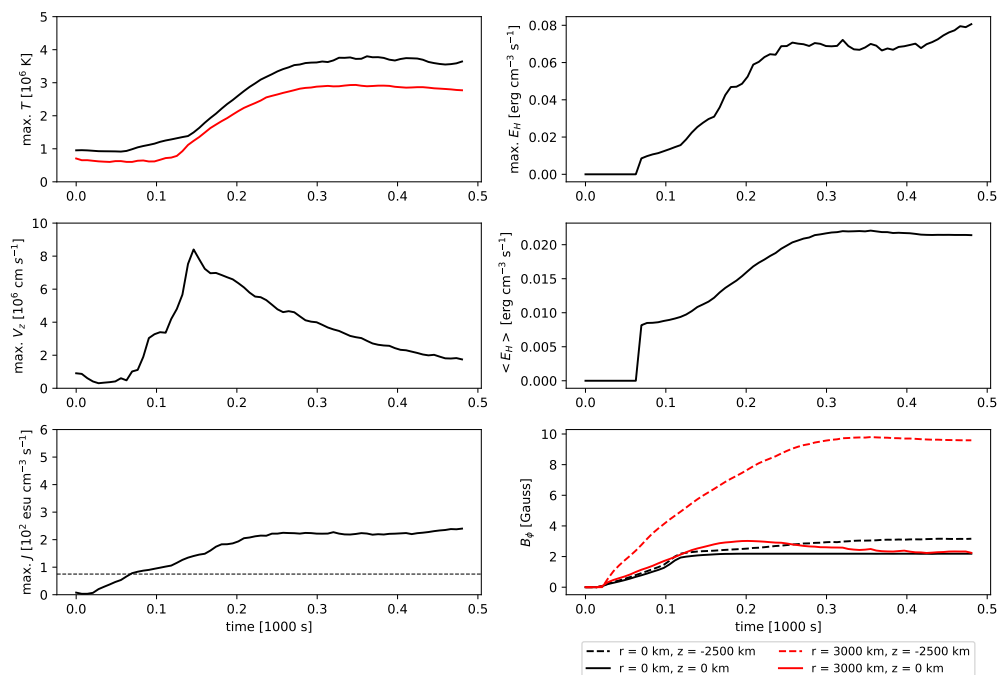 max. T [10⁶ K]
5
4
3
2
1
0
0.0 0.1 0.2 0.3 0.4 0.5
max. E_H [erg cm⁻³ s⁻¹]
0.08
0.06
0.04
0.02
0.00
0.0 0.1 0.2 0.3 0.4 0.5
max. V_z [10⁶ cm s⁻¹]
10
8
6
4
2
0
0.0 0.1 0.2 0.3 0.4 0.5
< E_H > [erg cm⁻³ s⁻¹]
0.020
0.015
0.010
0.005
0.000
0.0 0.1 0.2 0.3 0.4 0.5
max. J [10² esu cm⁻³ s⁻¹]
6
5
4
3
2
1
0
0.0 0.1 0.2 0.3 0.4 0.5
time [1000 s]
B_ϕ [Gauss]
10
8
6
4
2
0
0.0 0.1 0.2 0.3 0.4 0.5
time [1000 s]
r = 0 km, z = -2500 km
r = 0 km, z = 0 km
r = 3000 km, z = -2500 km
r = 3000 km, z = 0 km